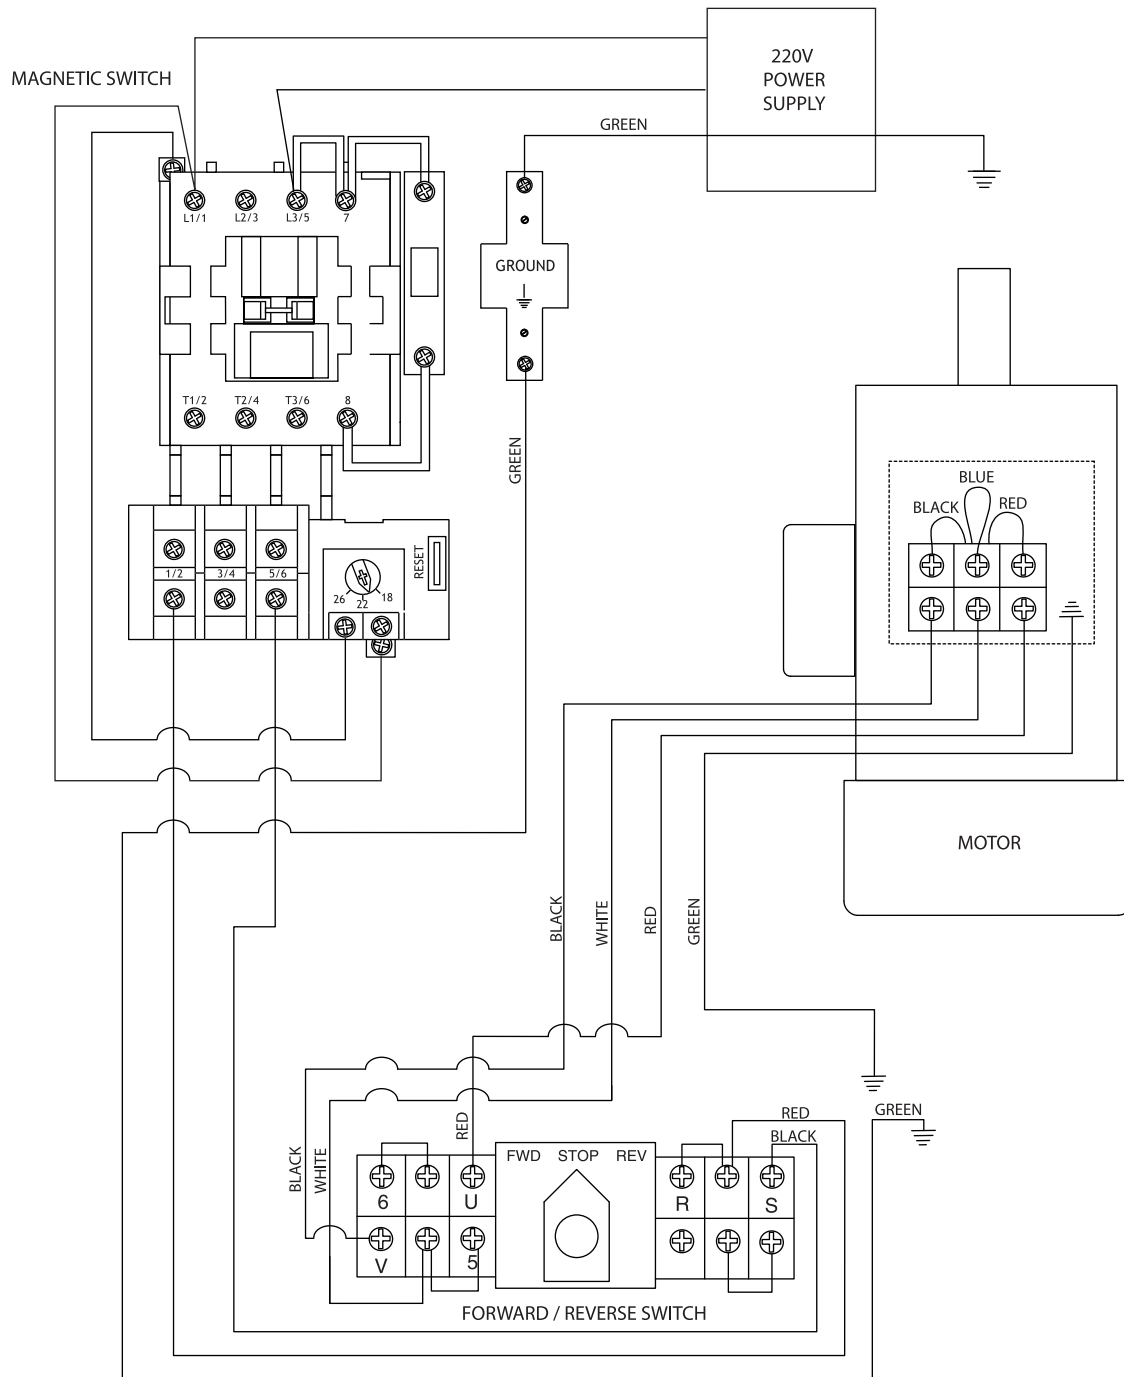 220V
POWER
SUPPLY
MAGNETIC SWITCH
GREEN
L1/1
L2/3
L3/5
7
GROUND
T1/2
T2/4
T3/6
8
GREEN
BLUE
BLACK
RED
RESET
1/2
3/4
5/6
26
22
18
MOTOR
BLACK
WHITE
RED
GREEN
RED
GREEN
BLACK
RED
BLACK
WHITE
FWD STOP REV
6
U
R
S
V
5
FORWARD / REVERSE SWITCH